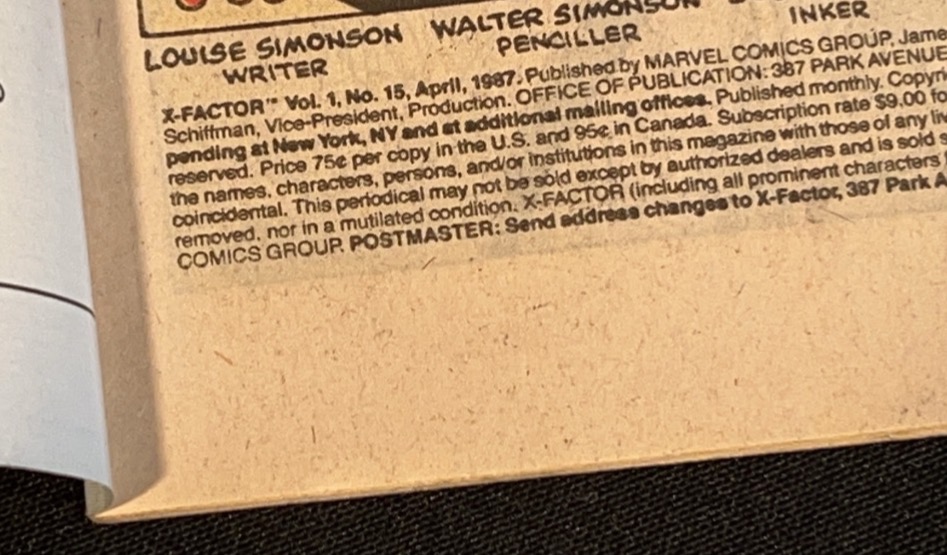 LOUISE SIMONSON WALTER SIMONSON INKER
WRITER PENCILLER
X-FACTOR™ Vol. 1, No. 15, April, 1987. Published by MARVEL COMICS GROUP, Jame
Schiffman, Vice-President, Production. OFFICE OF PUBLICATION: 387 PARK AVENUE
pending at New York, NY and at additional mailing offices. Published monthly. Copyr
reserved. Price 75¢ per copy in the U.S. and 95¢ in Canada. Subscription rate $9.00 fo
the names, characters, persons, and/or institutions in this magazine with those of any liv
coincidental. This periodical may not be sold except by authorized dealers and is sold
removed, nor in a mutilated condition. X-FACTOR (including all prominent characters
COMICS GROUP. POSTMASTER: Send address changes to X-Factor, 387 Park A